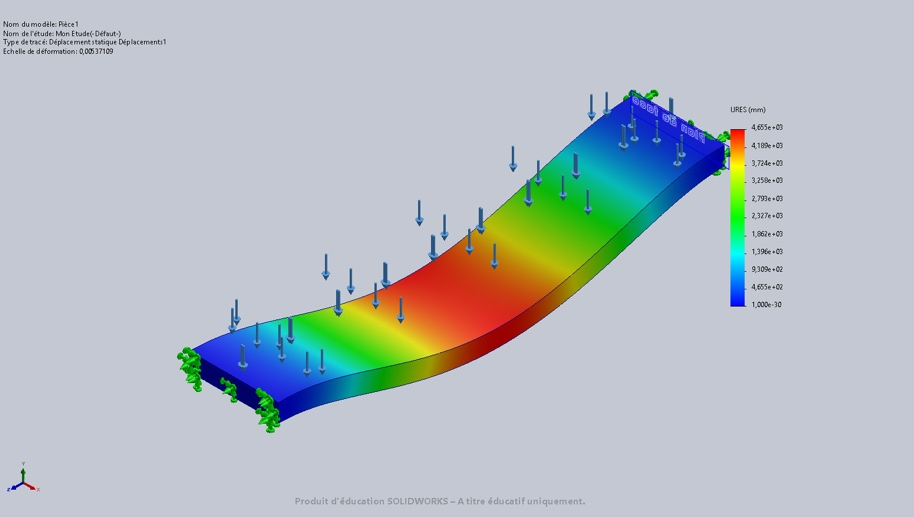 Nom du modèle: Pièce1
Nom de l'étude: Mon Etude(-Défaut-)
Type de tracé: Déplacement statique Déplacements1
Echelle de déformation: 0,00537109
URES (mm)
4,655e+03
4,189e+03
3,724e+03
3,258e+03
2,793e+03
2,327e+03
1,862e+03
1,396e+03
9,309e+02
4,655e+02
1,000e-30
Y
Z
X
Produit d'éducation SOLIDWORKS – A titre éducatif uniquement.